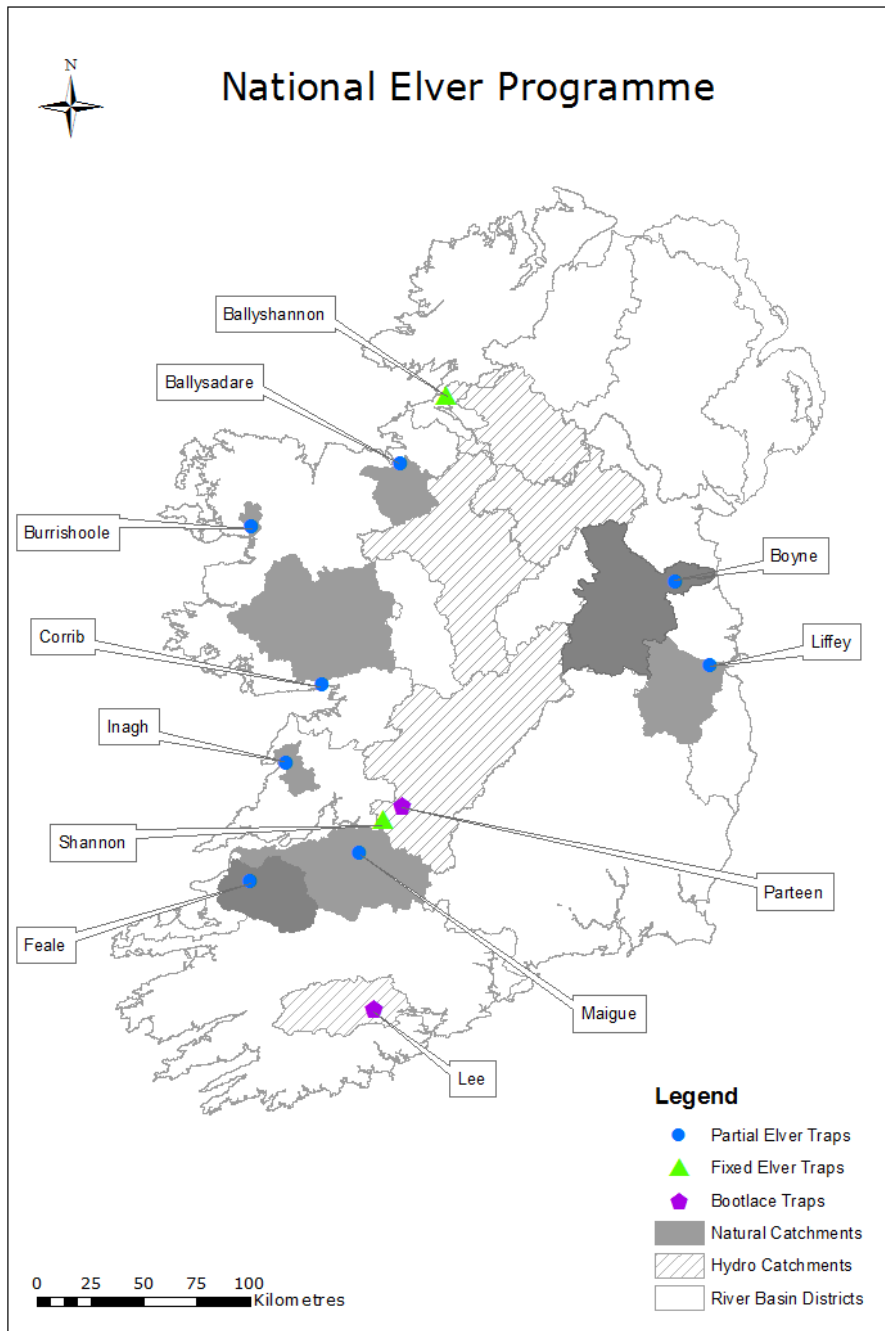 N
National Elver Programme
Ballyshannon
Ballysadare
Burrishoole
Boyne
Corrib
Liffey
Inagh
Shannon
Parteen
Feale
Maigue
Lee
Legend
Partial Elver Traps
Fixed Elver Traps
Bootlace Traps
Natural Catchments
Hydro Catchments
River Basin Districts
0 25 50 75 100
Kilometres